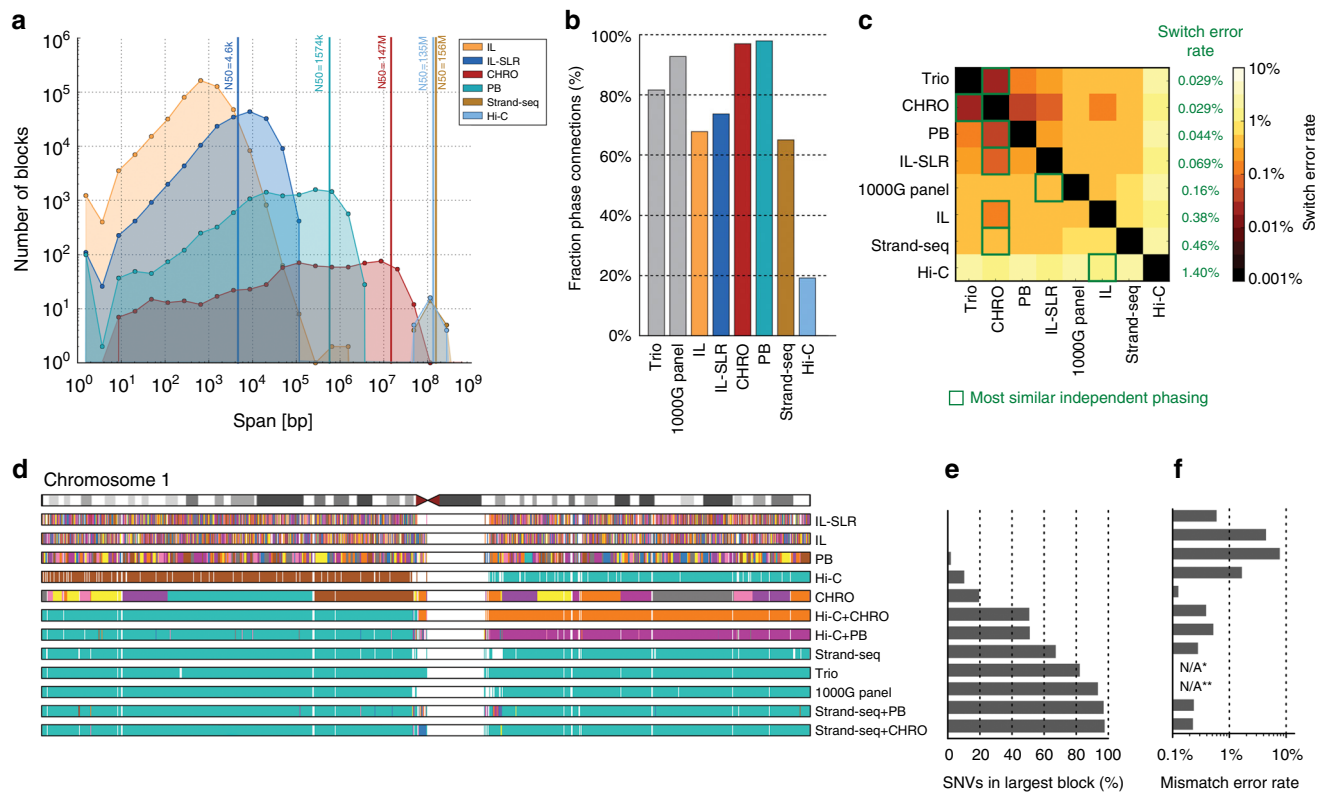 a
Number of blocks
10^6
10^5
10^4
10^3
10^2
10^1
10^0
10^0
10^1
10^2
10^3
10^4
10^5
10^6
10^7
10^8
10^9
Span [bp]
N50=4.6k
N50=1574k
N50=147M
N50=135M
N50=156M
IL
IL-SLR
CHRO
PB
Strand-seq
Hi-C
b
Fraction phase connections (%)
100%
80%
60%
40%
20%
0%
Trio
1000G panel
IL
IL-SLR
CHRO
PB
Strand-seq
Hi-C
c
Switch error
rate
Trio
CHRO
PB
IL-SLR
1000G panel
IL
Strand-seq
Hi-C
0.029%
0.029%
0.044%
0.069%
0.16%
0.38%
0.46%
1.40%
10%
1%
0.1%
0.01%
0.001%
Switch error rate
Trio
CHRO
PB
IL-SLR
1000G panel
IL
Strand-seq
Hi-C
Most similar independent phasing
d
Chromosome 1
IL-SLR
IL
PB
Hi-C
CHRO
Hi-C+CHRO
Hi-C+PB
Strand-seq
Trio
1000G panel
Strand-seq+PB
Strand-seq+CHRO
e
0
20
40
60
80
100
SNVs in largest block (%)
f
N/A*
N/A**
0.1%
1%
10%
Mismatch error rate